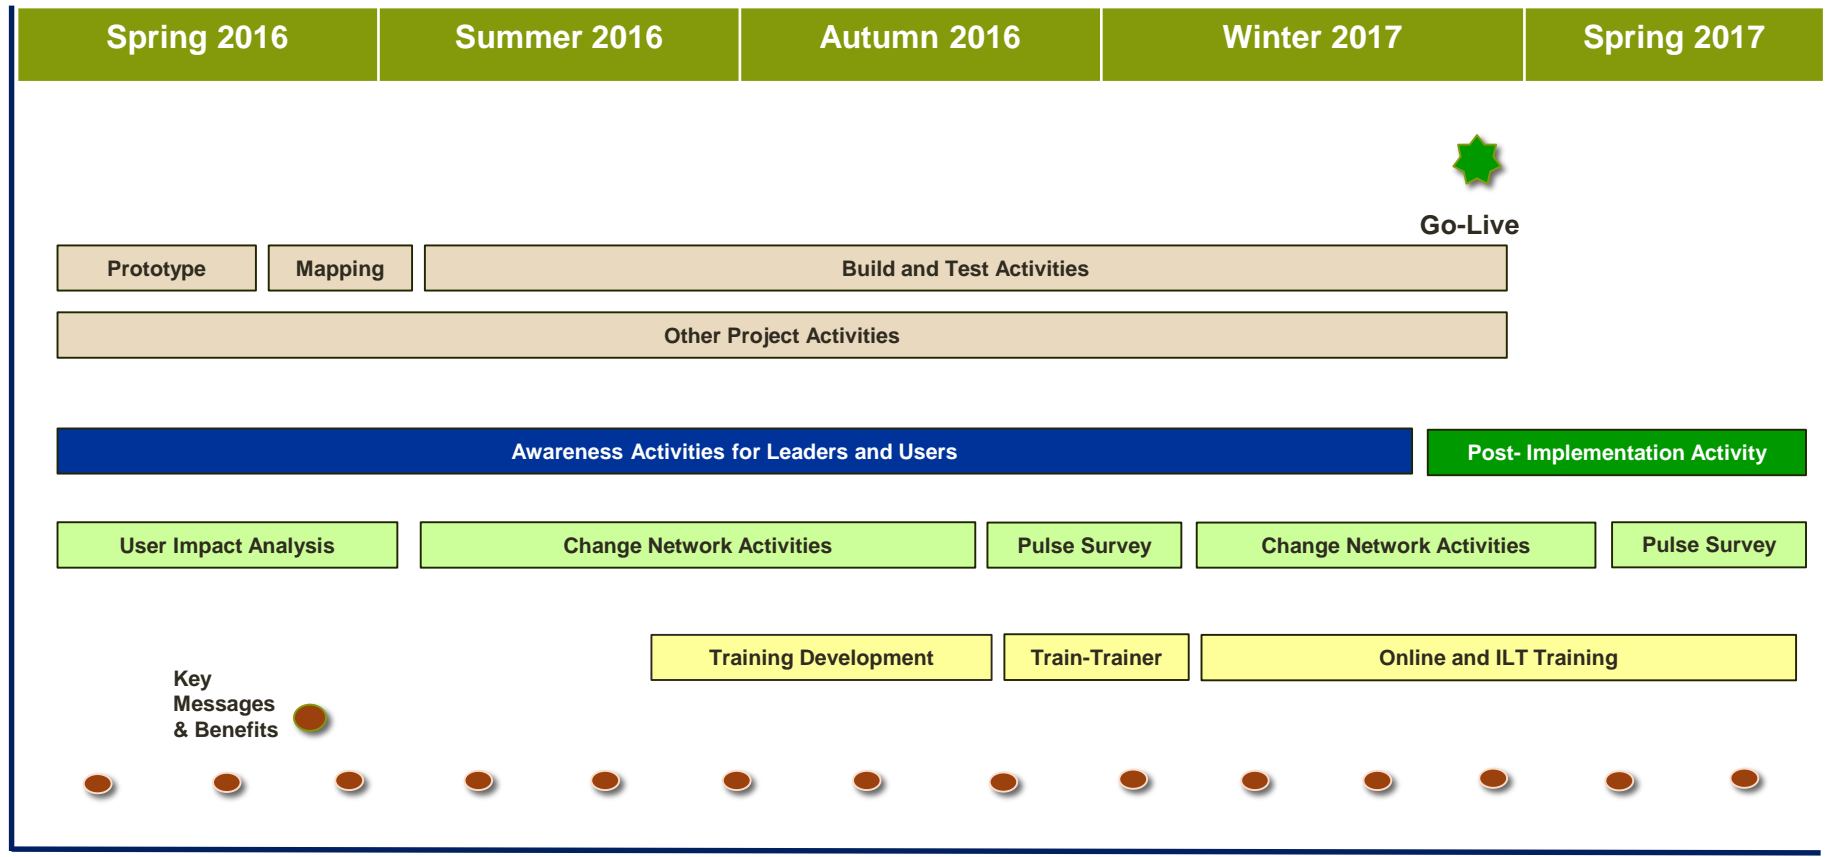 Spring 2016
Summer 2016
Autumn 2016
Winter 2017
Spring 2017
Go-Live
Prototype
Mapping
Build and Test Activities
Other Project Activities
Awareness Activities for Leaders and Users
Post- Implementation Activity
User Impact Analysis
Change Network Activities
Pulse Survey
Change Network Activities
Pulse Survey
Training Development
Train-Trainer
Online and ILT Training
Key
Messages
& Benefits